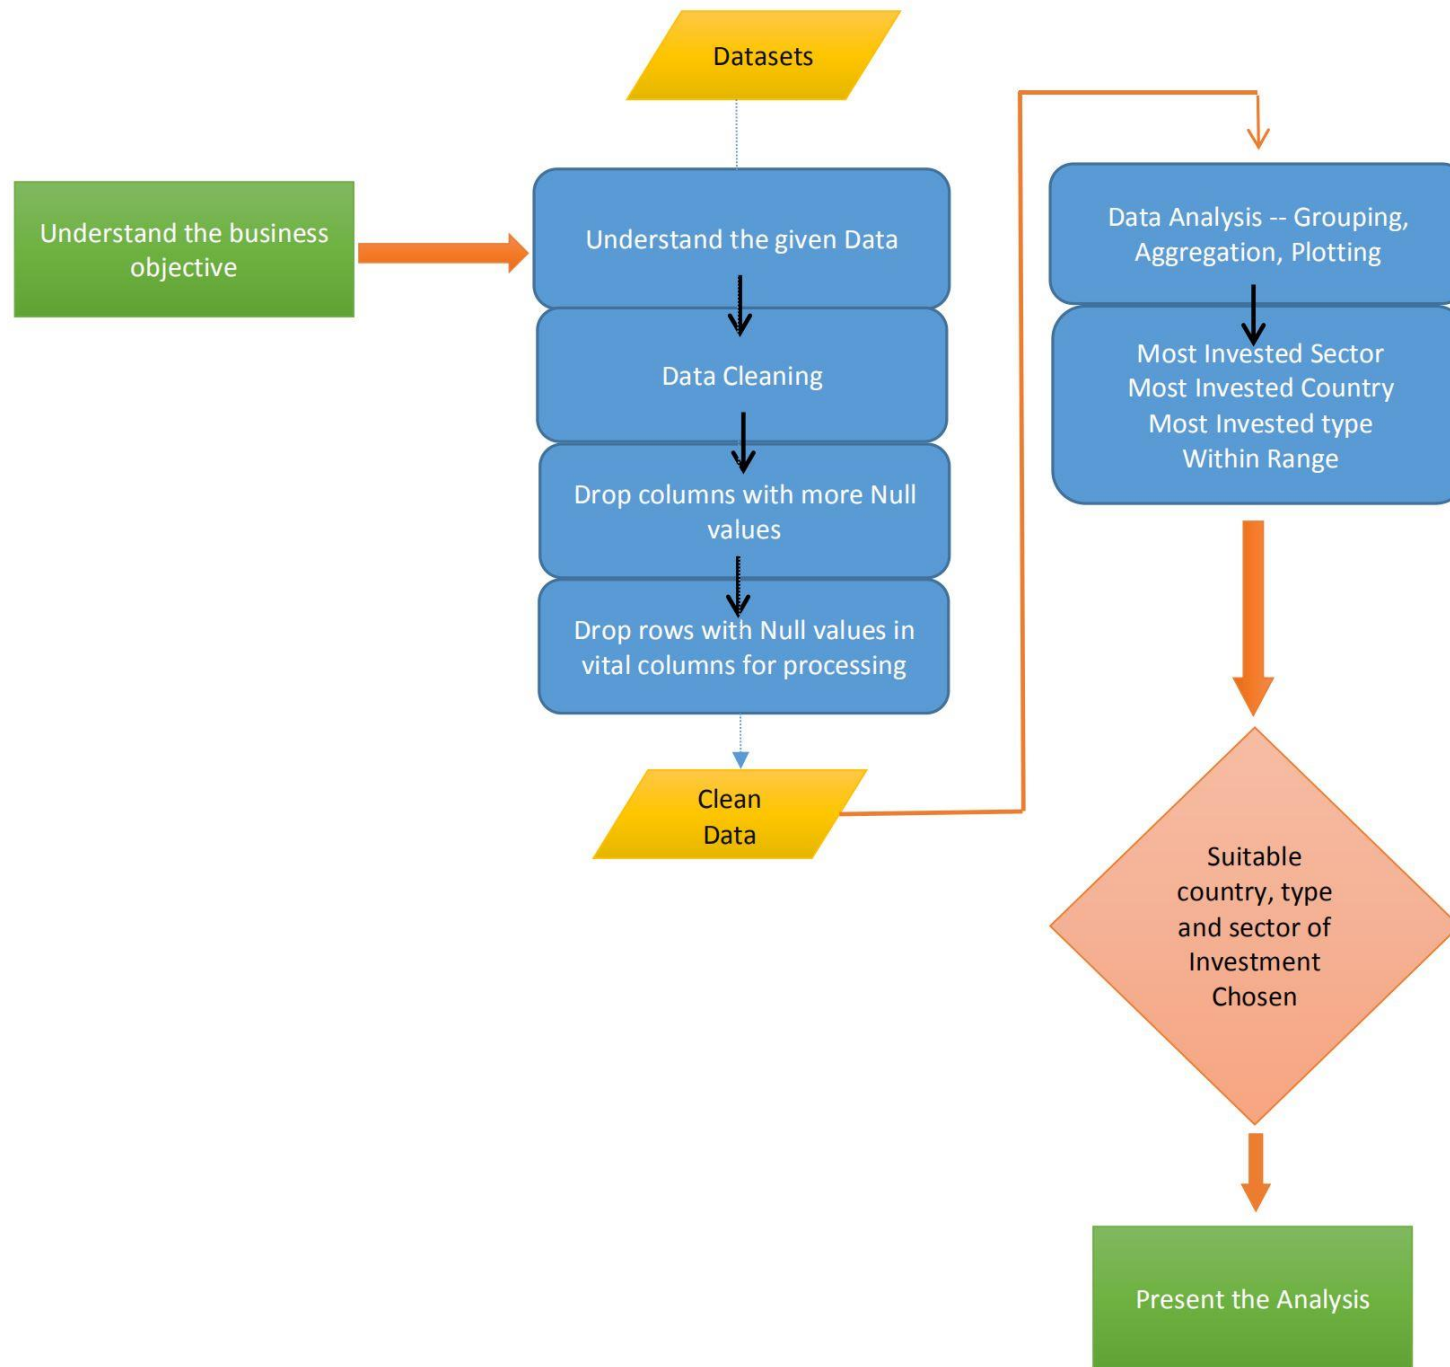 Datasets
Understand the business
objective
Understand the given Data
Data Cleaning
Drop columns with more Null
values
Drop rows with Null values in
vital columns for processing
Clean
Data
Data Analysis -- Grouping,
Aggregation, Plotting
Most Invested Sector
Most Invested Country
Most Invested type
Within Range
Suitable
country, type
and sector of
Investment
Chosen
Present the Analysis